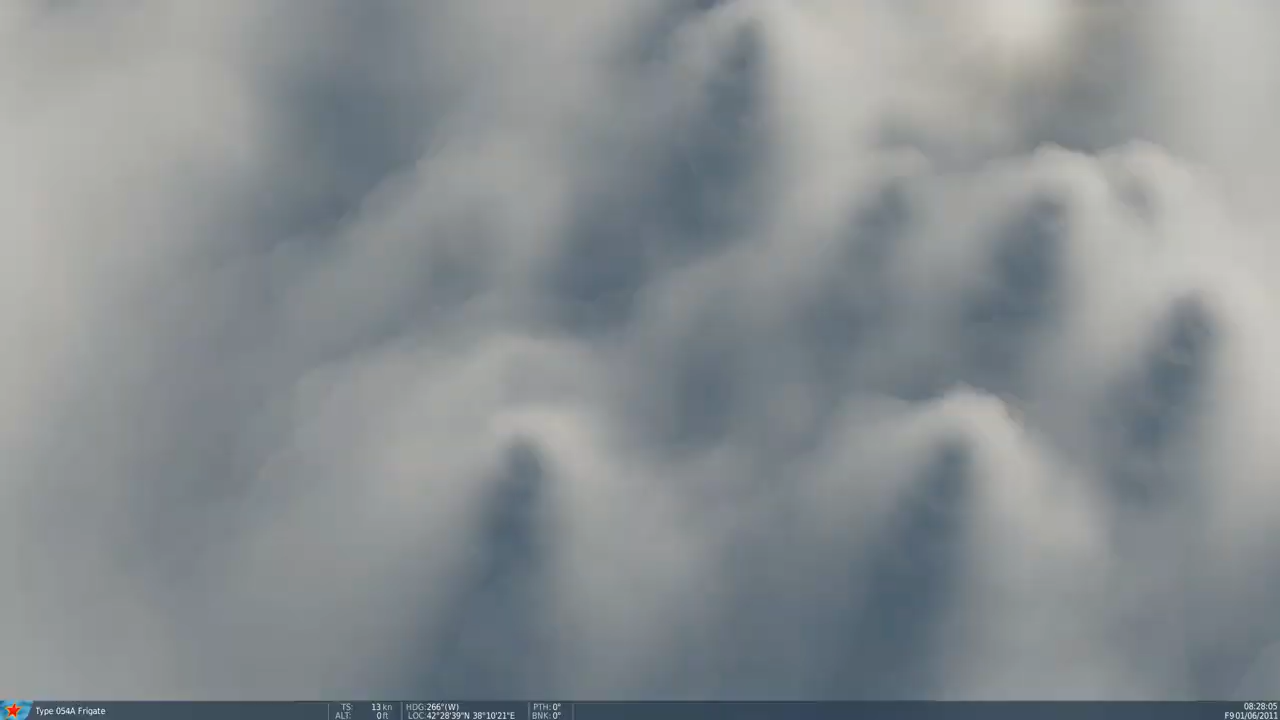 Type 054A Frigate
TS: 13 kn
ALT: 0 ft
HDG: 266°(W)
LOC: 42°28'39"N 38°10'21"E
PTH: 0°
BNK: 0°
08:28:05
F9 01/06/2011